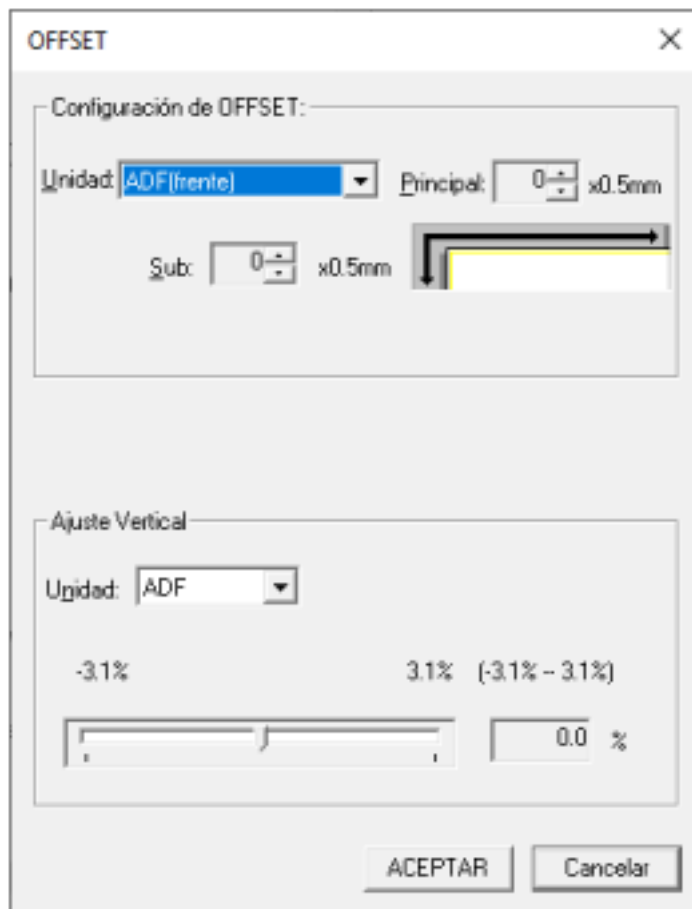 OFFSET
Configuración de OFFSET:
Unidad: ADF(frente) Principal: 0 x0.5mm
Sub: 0 x0.5mm
Ajuste Vertical
Unidad: ADF
-3.1% 3.1% (-3.1% -- 3.1%)
0.0 %
ACEPTAR Cancelar